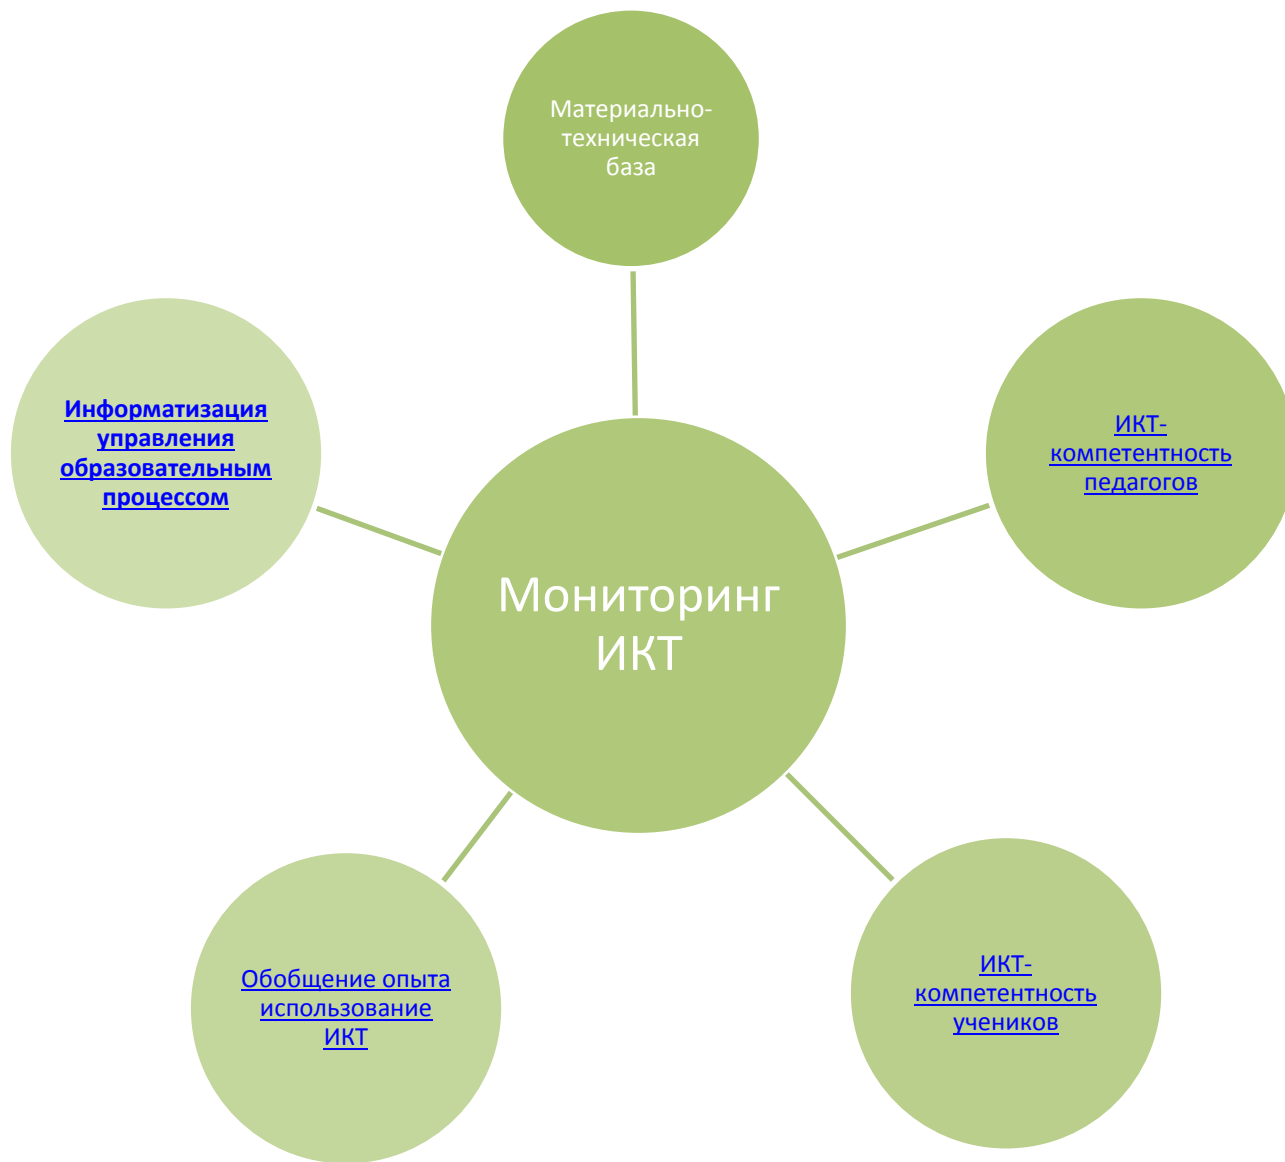 Материально-
техническая
база
Информатизация
управления
образовательным
процессом
ИКТ-
компетентность
педагогов
Мониторинг
ИКТ
Обобщение опыта
использование
ИКТ
ИКТ-
компетентность
учеников